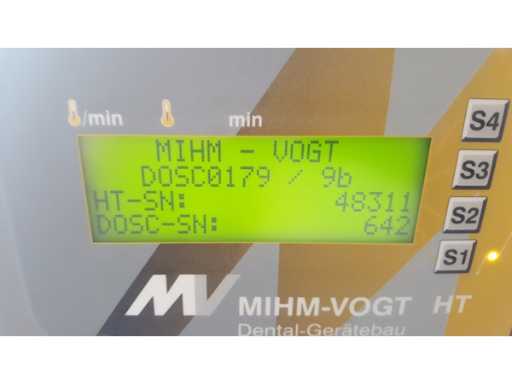 /min
min
MIHM - VOGT
DOSC0179 / 9b
HT-SN: 48311
DOSC-SN: 642
S4
S3
S2
S1
MV MIHM-VOGT HT
Dental-Gerätebau